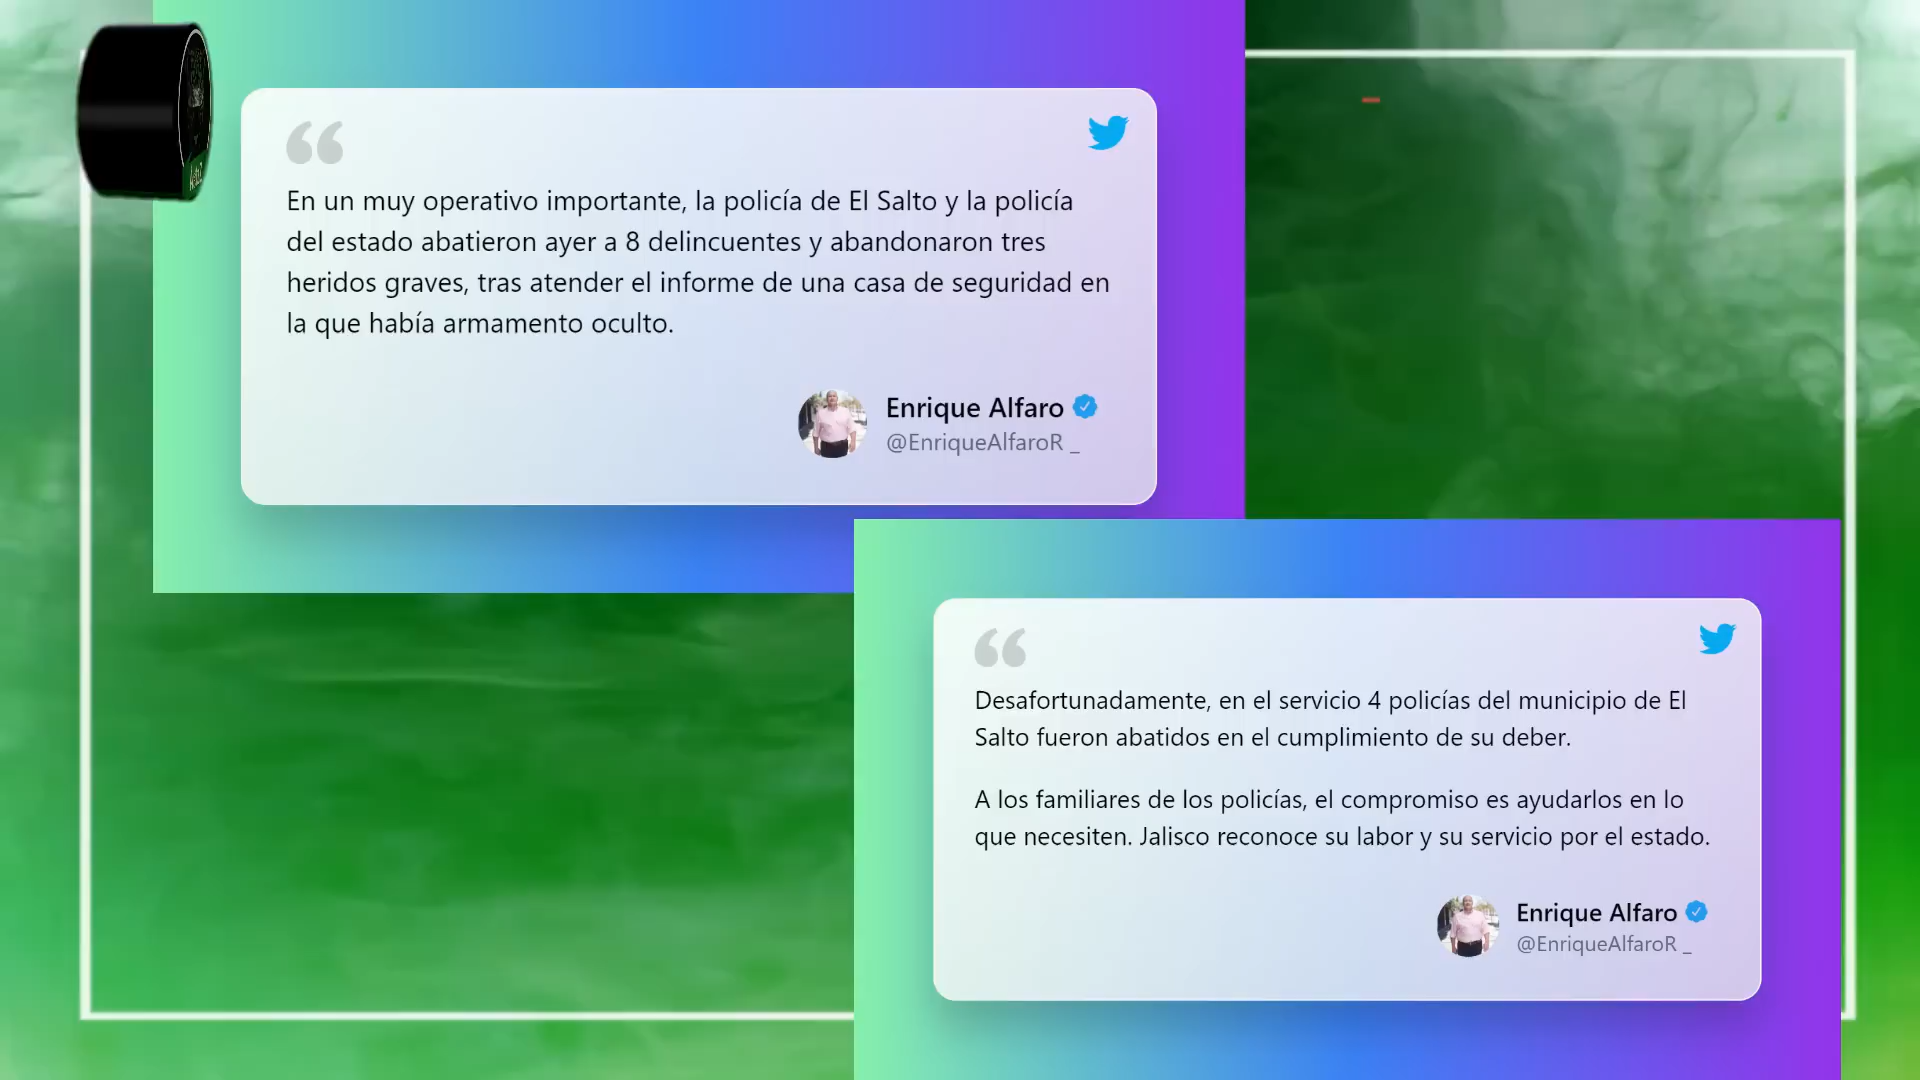 En un muy operativo importante, la policía de El Salto y la policía
del estado abatieron ayer a 8 delincuentes y abandonaron tres
heridos graves, tras atender el informe de una casa de seguridad en
la que había armamento oculto.
Enrique Alfaro
@EnriqueAlfaroR _
Desafortunadamente, en el servicio 4 policías del municipio de El
Salto fueron abatidos en el cumplimiento de su deber.
A los familiares de los policías, el compromiso es ayudarlos en lo
que necesiten. Jalisco reconoce su labor y su servicio por el estado.
Enrique Alfaro
@EnriqueAlfaroR _